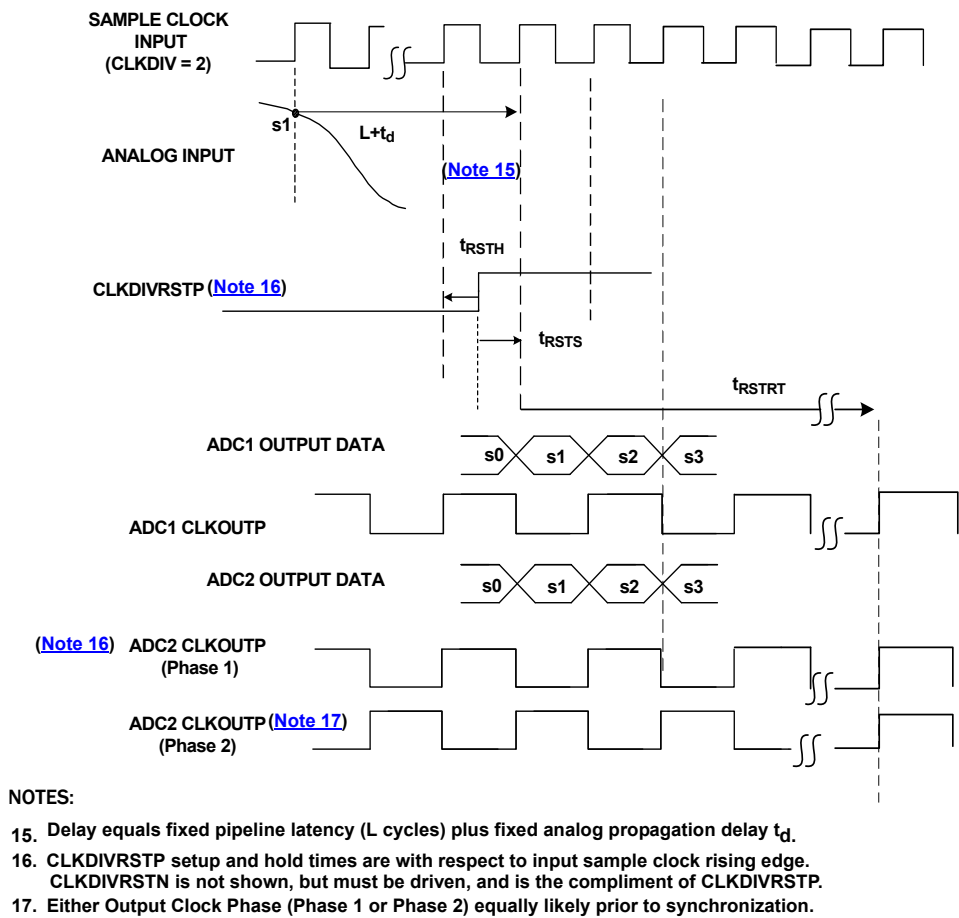 SAMPLE CLOCK
INPUT
(CLKDIV = 2)
s1
L+td
ANALOG INPUT
(Note 15)
tRSTH
CLKDIVRSTP (Note 16)
tRSTS
tRSTRT
ADC1 OUTPUT DATA
s0 s1 s2 s3
ADC1 CLKOUTP
ADC2 OUTPUT DATA
s0 s1 s2 s3
(Note 16) ADC2 CLKOUTP
(Phase 1)
ADC2 CLKOUTP (Note 17)
(Phase 2)
NOTES:
15. Delay equals fixed pipeline latency (L cycles) plus fixed analog propagation delay td.
16. CLKDIVRSTP setup and hold times are with respect to input sample clock rising edge.
CLKDIVRSTN is not shown, but must be driven, and is the compliment of CLKDIVRSTP.
17. Either Output Clock Phase (Phase 1 or Phase 2) equally likely prior to synchronization.